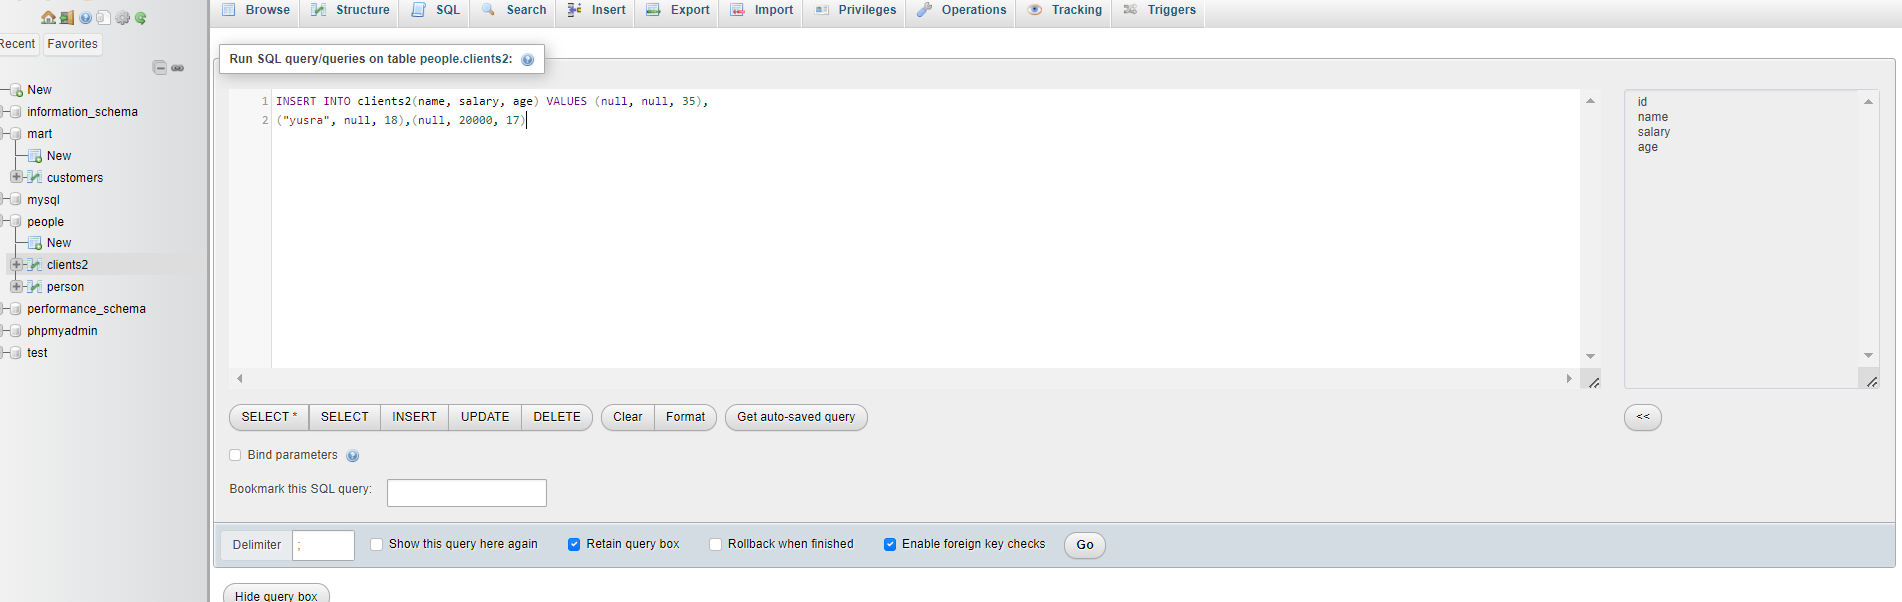 Browse Structure SQL Search Insert Export Import Privileges Operations Tracking Triggers
Recent Favorites
New
information_schema
mart
New
customers
mysql
people
New
clients2
person
performance_schema
phpmyadmin
test
Run SQL query/queries on table people.clients2:
1 INSERT INTO clients2(name, salary, age) VALUES (null, null, 35),
2 ("yusra", null, 18),(null, 20000, 17)
id
name
salary
age
SELECT * SELECT INSERT UPDATE DELETE Clear Format Get auto-saved query <<
Bind parameters
Bookmark this SQL query:
Delimiter ; Show this query here again Retain query box Rollback when finished Enable foreign key checks Go
Hide query box